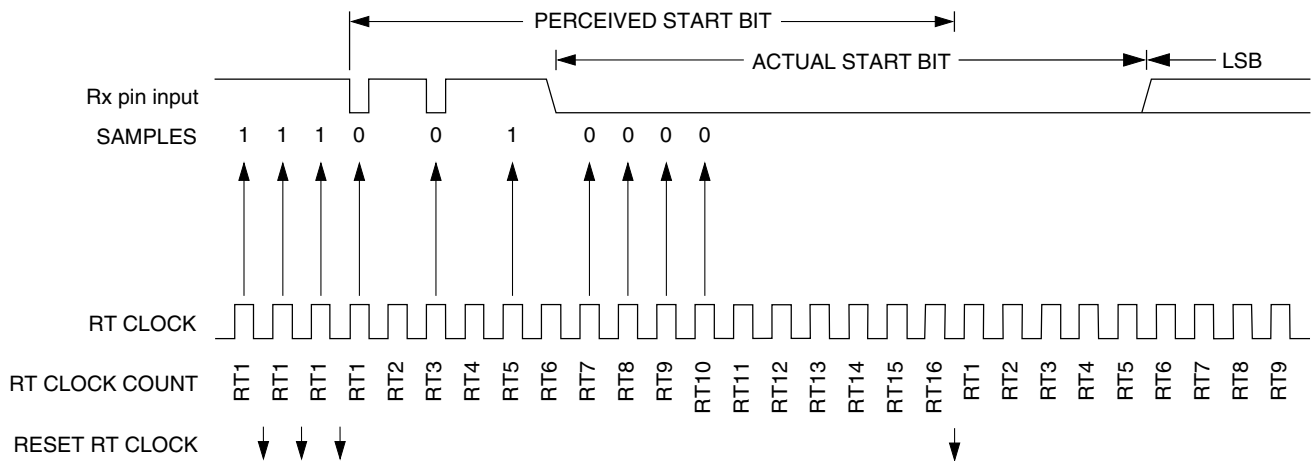 PERCEIVED START BIT
ACTUAL START BIT
LSB
Rx pin input
SAMPLES 1 1 1 0 0 1 0 0 0 0
RT CLOCK
RT CLOCK COUNT RT1 RT1 RT1 RT1 RT2 RT3 RT4 RT5 RT6 RT7 RT8 RT9 RT10 RT11 RT12 RT13 RT14 RT15 RT16 RT1 RT2 RT3 RT4 RT5 RT6 RT7 RT8 RT9
RESET RT CLOCK